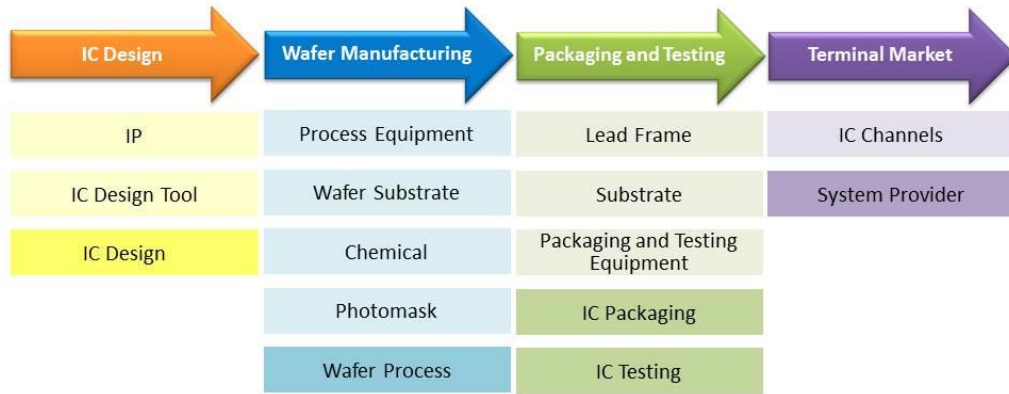 IC Design
Wafer Manufacturing
Packaging and Testing
Terminal Market
IP
Process Equipment
Lead Frame
IC Channels
IC Design Tool
Wafer Substrate
Substrate
System Provider
IC Design
Chemical
Packaging and Testing
Equipment
Photomask
IC Packaging
Wafer Process
IC Testing